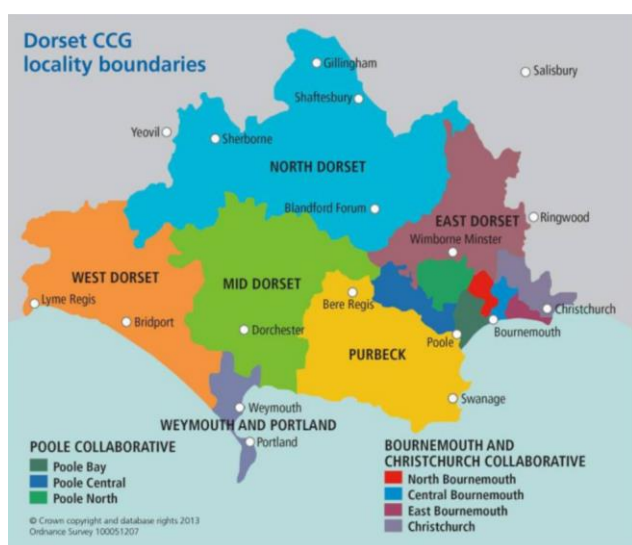 Dorset CCG
locality boundaries
Gillingham
Salisbury
Shaftesbury
Yeovil
Sherborne
NORTH DORSET
Blandford Forum
EAST DORSET
Ringwood
Wimborne Minster
WEST DORSET
MID DORSET
Lyme Regis
Bere Regis
Christchurch
Bridport
Dorchester
Bournemouth
Poole
PURBECK
Swanage
Weymouth
WEYMOUTH AND PORTLAND
Portland
POOLE COLLABORATIVE
Poole Bay
Poole Central
Poole North
BOURNEMOUTH AND
CHRISTCHURCH COLLABORATIVE
North Bournemouth
Central Bournemouth
East Bournemouth
Christchurch
© Crown copyright and database rights 2013
Ordnance Survey 100051207